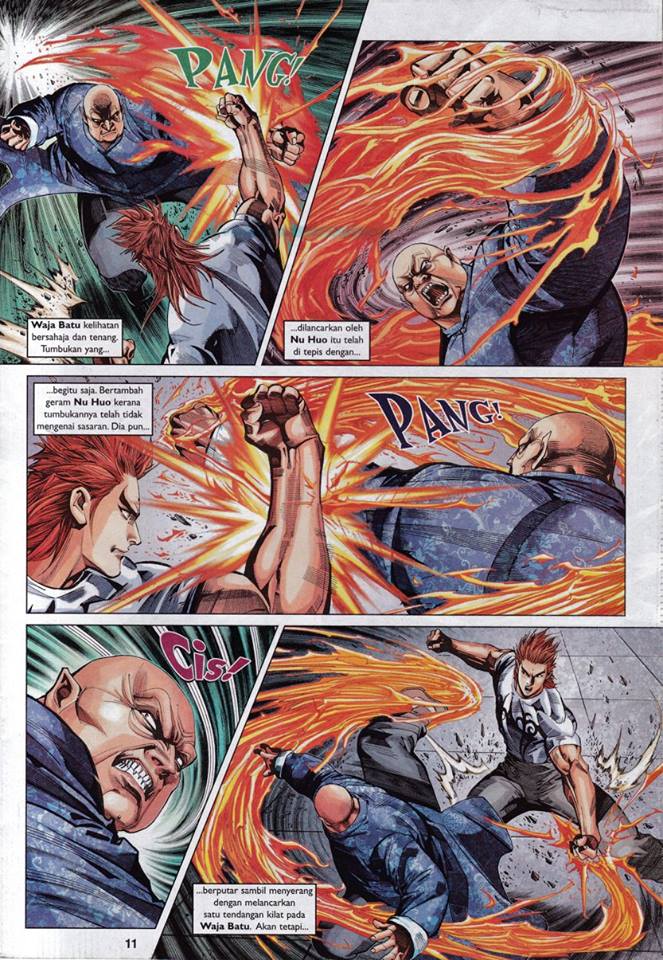 PANG!
Waja Batu kelihatan
bersahaja dan tenang.
Tumbukan yang...
...dilancarkan oleh
Nu Huo itu telah
di tepis dengan...
...begitu saja. Bertambah
geram Nu Huo kerana
tumbukannya telah tidak
mengenai sasaran. Dia pun...
PANG!
Cis!
...berputar sambil menyerang
dengan melancarkan
satu tendangan kilat pada
Waja Batu. Akan tetapi...
11